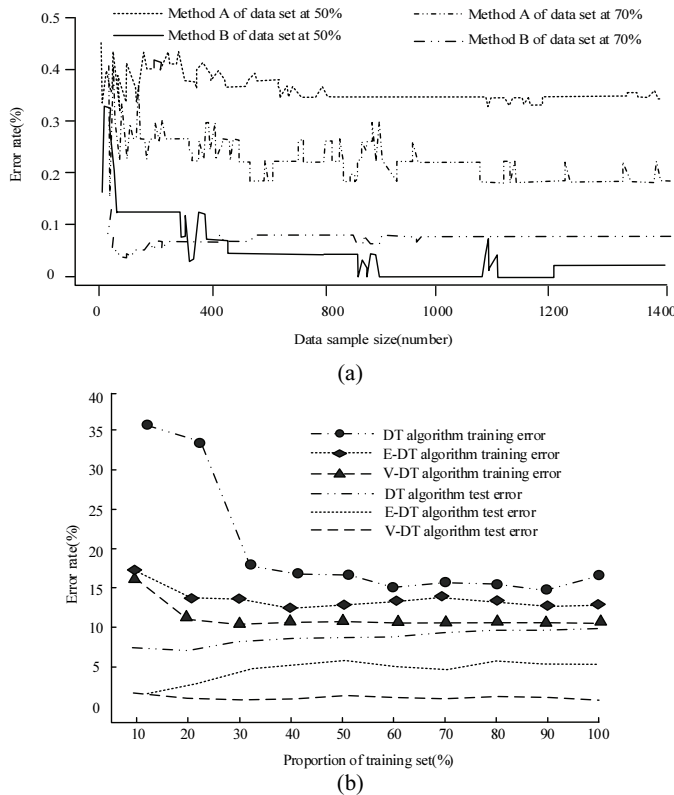 Method A of data set at 50%
Method A of data set at 70%
Method B of data set at 50%
Method B of data set at 70%
0.5
0.4
0.3
0.2
0.1
0
Error rate(%)
0
400
800
1000
1200
1400
Data sample size(number)
(a)
40
35
30
25
20
15
10
5
0
Error rate(%)
DT algorithm training error
E-DT algorithm training error
V-DT algorithm training error
DT algorithm test error
E-DT algorithm test error
V-DT algorithm test error
10
20
30
40
50
60
70
80
90
100
Proportion of training set(%)
(b)